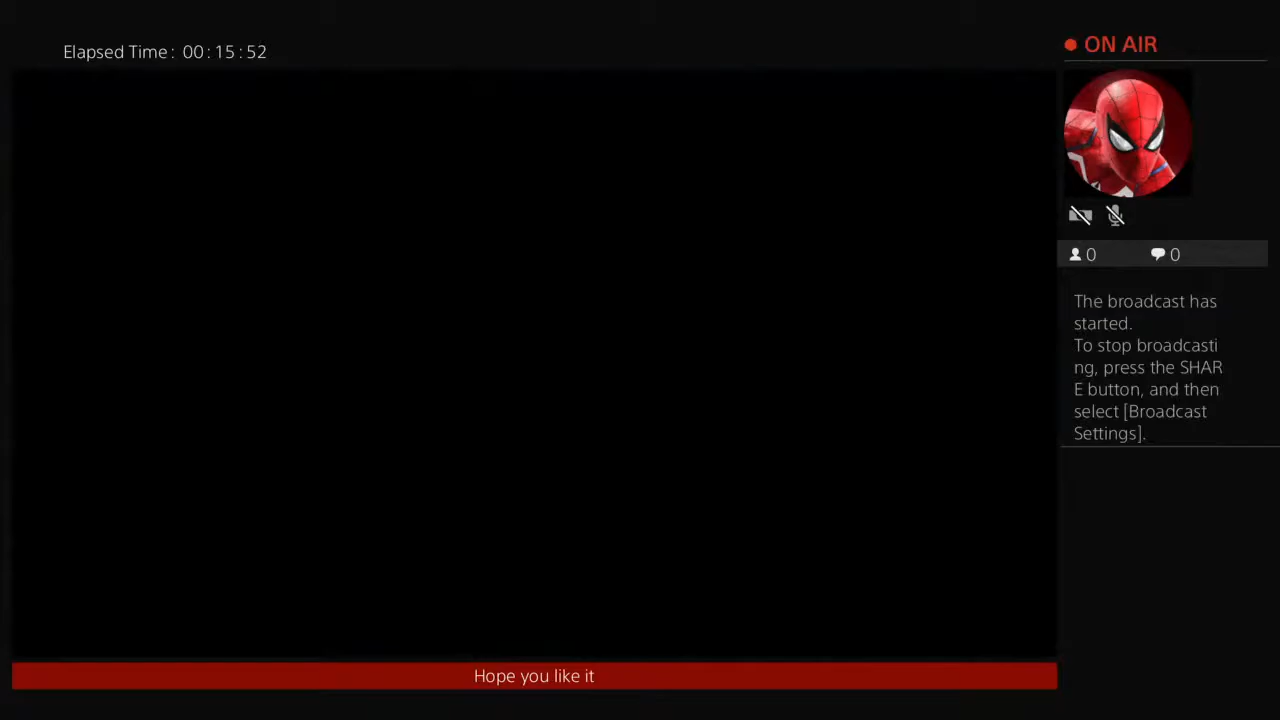 Elapsed Time: 00:15:52
ON AIR
0 0
The broadcast has
started.
To stop broadcasti
ng, press the SHAR
E button, and then
select [Broadcast
Settings].
Hope you like it